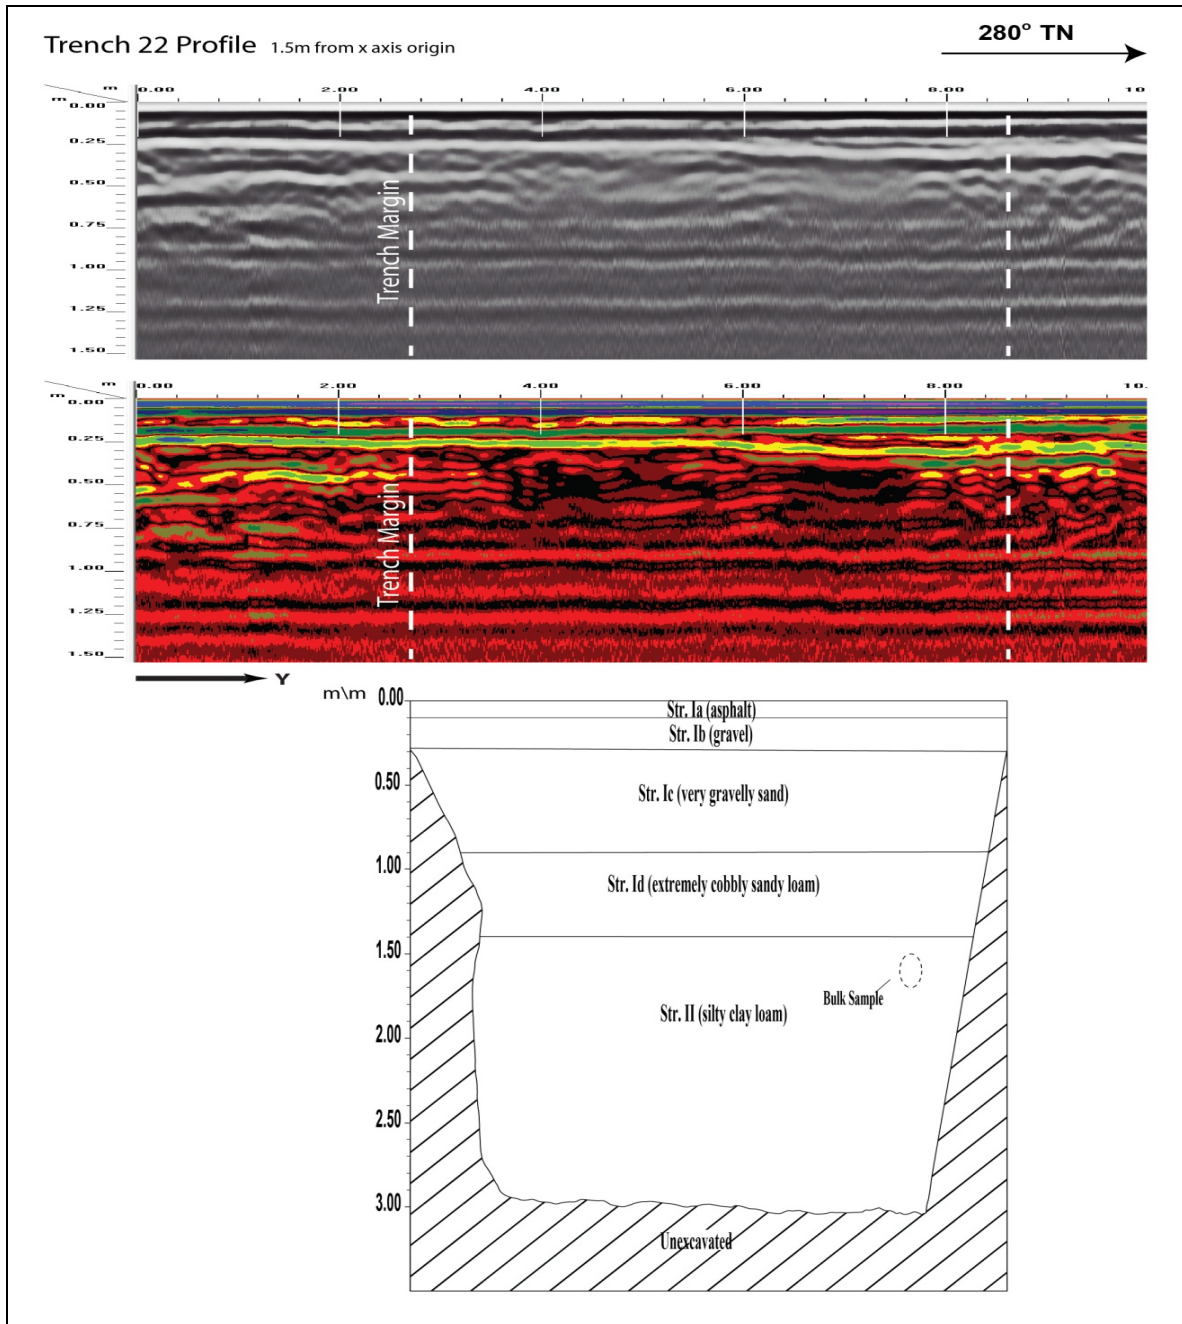 Trench 22 Profile 1.5m from x axis origin
280° TN
m 0.00 2.00 4.00 6.00 8.00 10.
m
0.00
0.25
0.50
0.75
1.00
1.25
1.50
Trench Margin
m 0.00 2.00 4.00 6.00 8.00 10.
m
0.00
0.25
0.50
0.75
1.00
1.25
1.50
Trench Margin
Y
m\m
0.00
Str. Ia (asphalt)
Str. Ib (gravel)
0.50
Str. Ic (very gravelly sand)
1.00
Str. Id (extremely cobbly sandy loam)
1.50
Bulk Sample
Str. II (silty clay loam)
2.00
2.50
3.00
Unexcavated